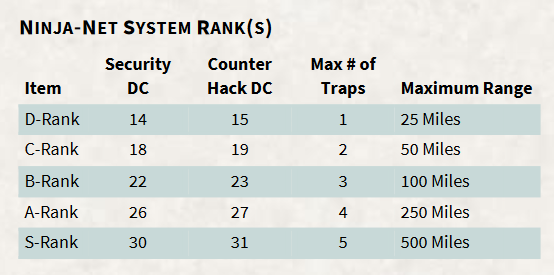 Ninja-Net System Rank(s)
Item Security DC Counter Hack DC Max # of Traps Maximum Range
D-Rank 14 15 1 25 Miles
C-Rank 18 19 2 50 Miles
B-Rank 22 23 3 100 Miles
A-Rank 26 27 4 250 Miles
S-Rank 30 31 5 500 Miles